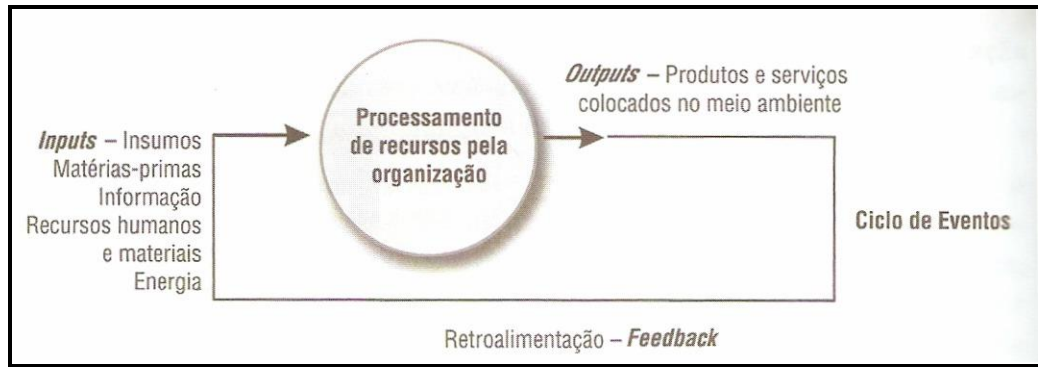 Inputs – Insumos
Matérias-primas
Informação
Recursos humanos
e materiais
Energia
Processamento
de recursos pela
organização
Outputs – Produtos e serviços
colocados no meio ambiente
Ciclo de Eventos
Retroalimentação – Feedback